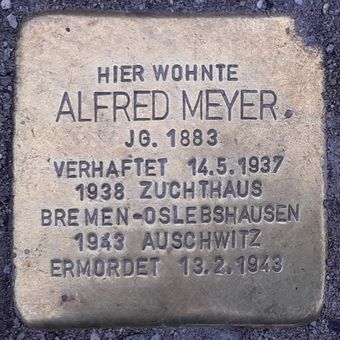 HIER WOHNTE
ALFRED MEYER
JG. 1883
VERHAFTET 14.5.1937
1938 ZUCHTHAUS
BREMEN-OSLEBSHAUSEN
1943 AUSCHWITZ
ERMORDET 13.2.1943